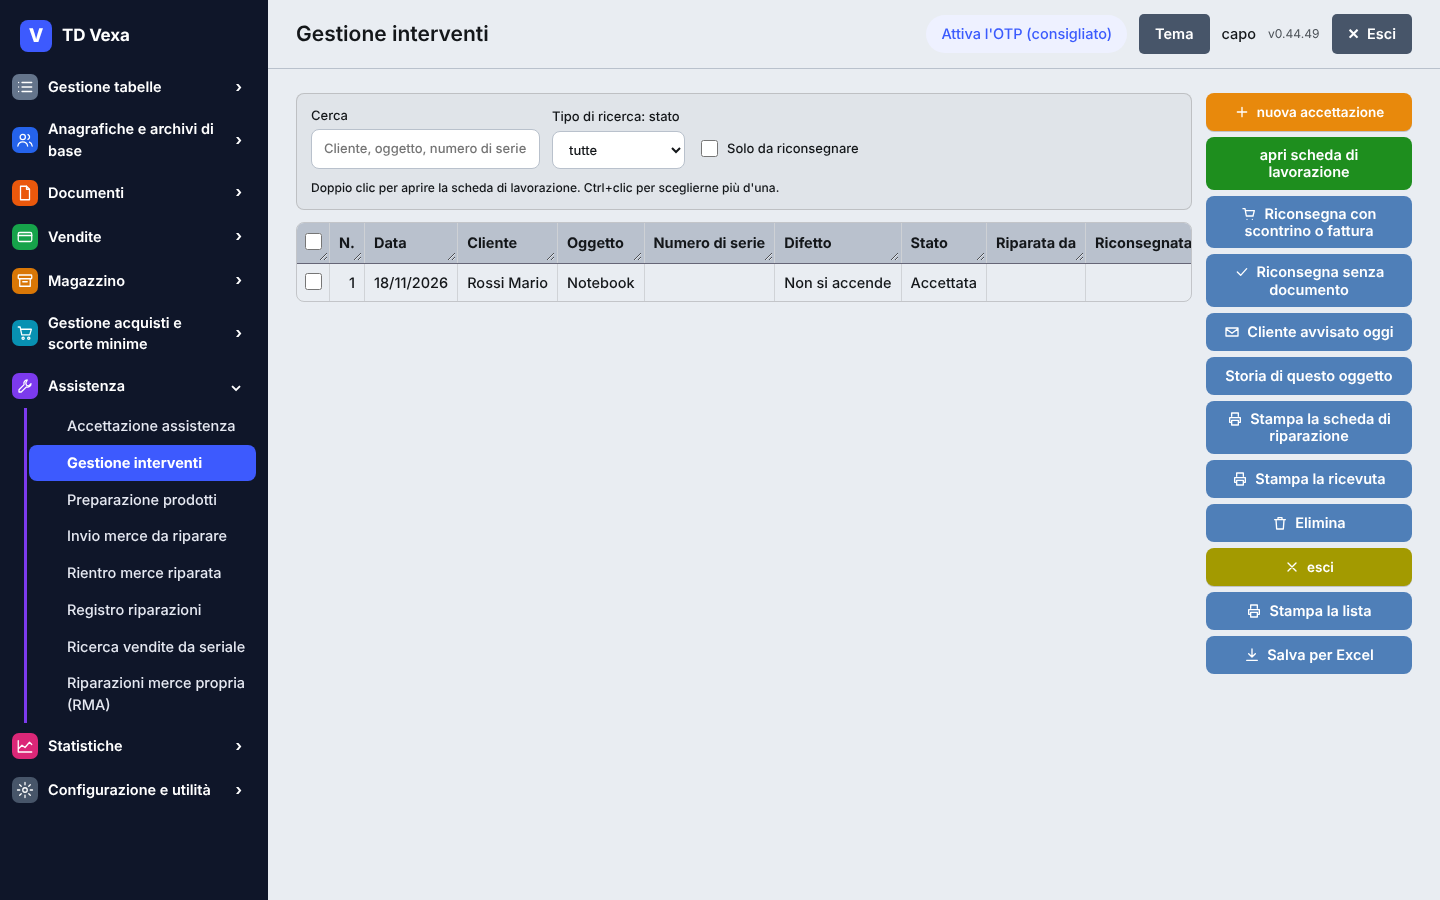 V TD Vexa
Gestione tabelle
Anagrafiche e archivi di
base
Documenti
Vendite
Magazzino
Gestione acquisti e
scorte minime
Assistenza
Accettazione assistenza
Gestione interventi
Preparazione prodotti
Invio merce da riparare
Rientro merce riparata
Registro riparazioni
Ricerca vendite da seriale
Riparazioni merce propria
(RMA)
Statistiche
Configurazione e utilità
Gestione interventi
Attiva l'OTP (consigliato)
Tema
capo
v0.44.49
Esci
Cerca
Cliente, oggetto, numero di serie
Tipo di ricerca: stato
tutte
Solo da riconsegnare
Doppio clic per aprire la scheda di lavorazione. Ctrl+clic per sceglierne più d'una.
N. Data Cliente Oggetto Numero di serie Difetto Stato Riparata da Riconsegnata
1 18/11/2026 Rossi Mario Notebook Non si accende Accettata
nuova accettazione
apri scheda di
lavorazione
Riconsegna con
scontrino o fattura
Riconsegna senza
documento
Cliente avvisato oggi
Storia di questo oggetto
Stampa la scheda di
riparazione
Stampa la ricevuta
Elimina
esci
Stampa la lista
Salva per Excel